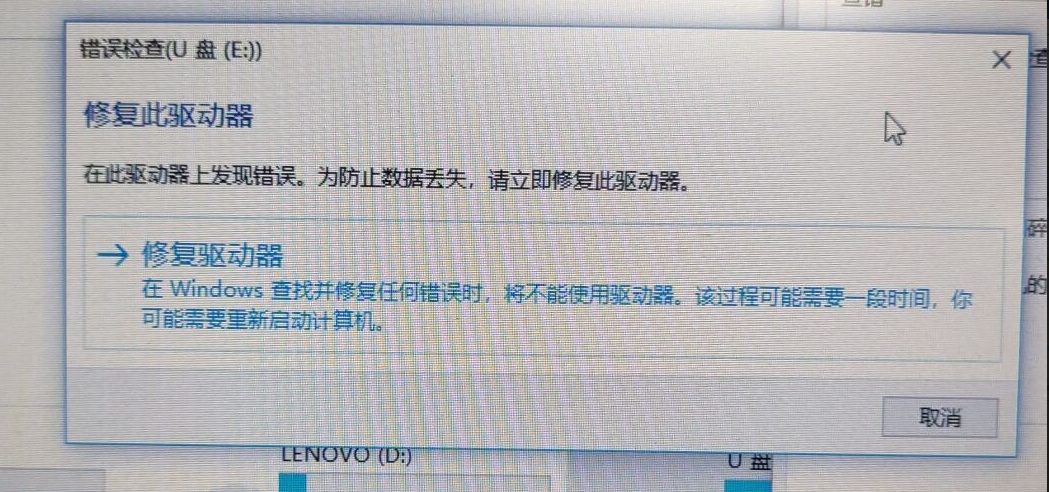 错误检查(U 盘 (E:))
修复此驱动器
在此驱动器上发现错误。为防止数据丢失，请立即修复此驱动器。
→ 修复驱动器
在 Windows 查找并修复任何错误时，将不能使用驱动器。该过程可能需要一段时间，你
可能需要重新启动计算机。
碎
的
取消
LENOVO (D:)
U 盘